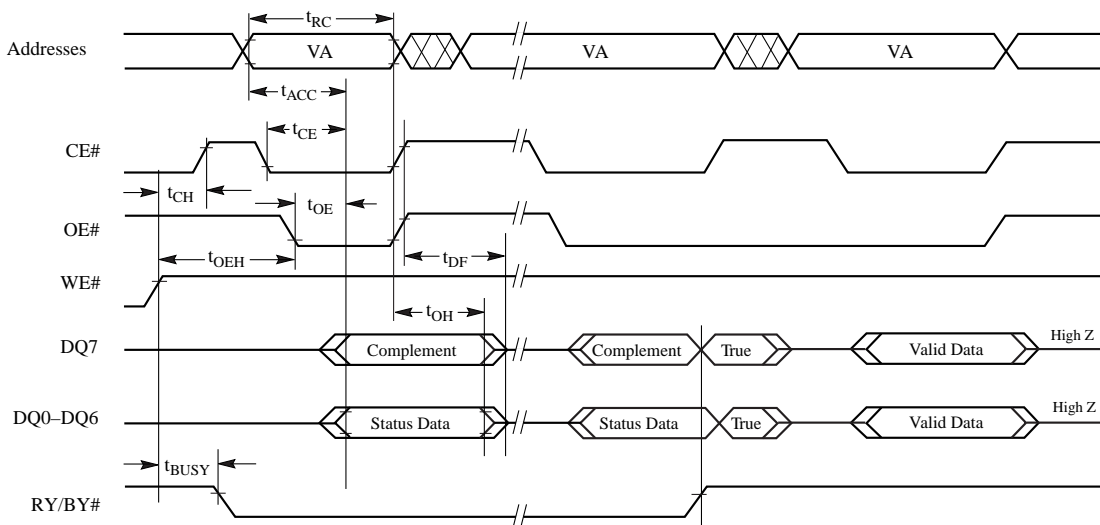 tRC
Addresses VA VA VA
tACC
tCE
CE#
tCH
tOE
OE#
tOEH tDF
WE#
tOH
DQ7 Complement Complement True Valid Data High Z
DQ0–DQ6 Status Data Status Data True Valid Data High Z
tBUSY
RY/BY#